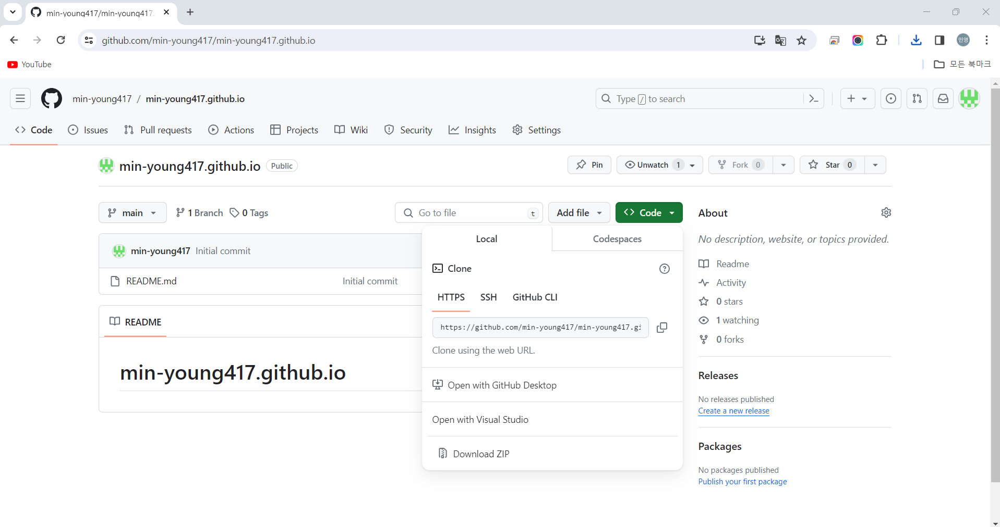 min-young417/min-young417.
github.com/min-young417/min-young417.github.io
민영
YouTube
모든 북마크
min-young417 / min-young417.github.io
Type / to search
Code Issues Pull requests Actions Projects Wiki Security Insights Settings
min-young417.github.io Public
Pin Unwatch 1 Fork 0 Star 0
main 1 Branch 0 Tags Go to file t Add file Code
min-young417 Initial commit
README.md Initial commit
README
min-young417.github.io
Local Codespaces
Clone
HTTPS SSH GitHub CLI
https://github.com/min-young417/min-young417.gi
Clone using the web URL.
Open with GitHub Desktop
Open with Visual Studio
Download ZIP
About
No description, website, or topics provided.
Readme
Activity
0 stars
1 watching
0 forks
Releases
No releases published
Create a new release
Packages
No packages published
Publish your first package